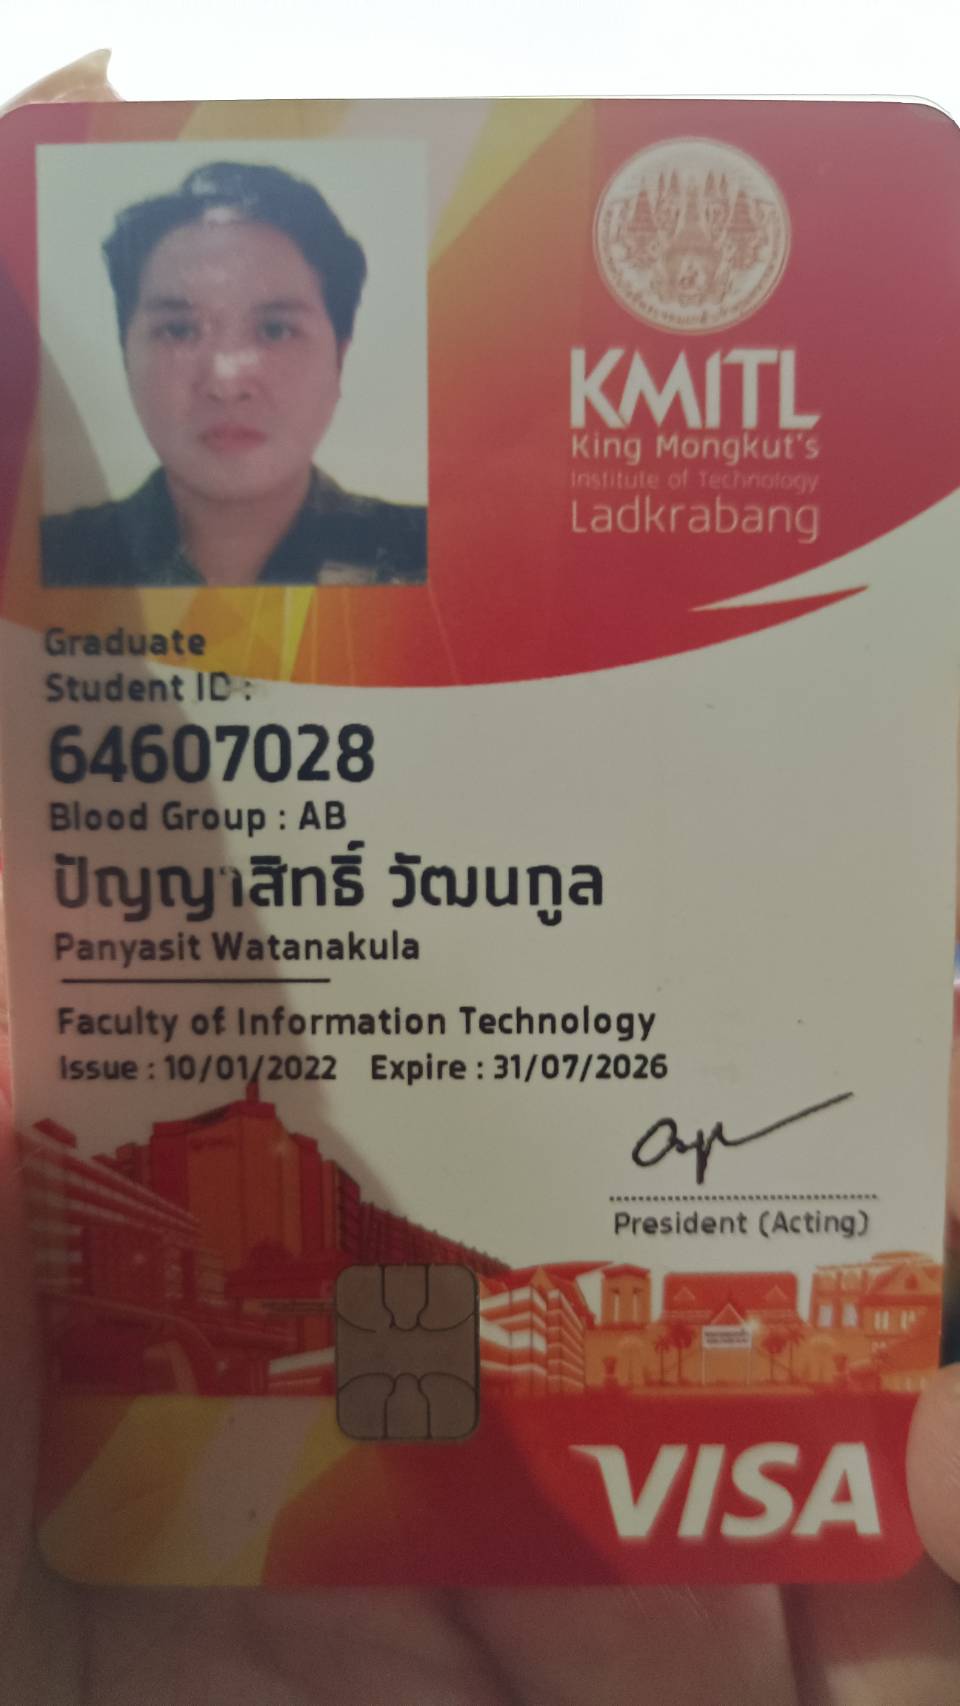 KMITL
King Mongkut's
Institute of Technology
Ladkrabang
Graduate
Student ID :
64607028
Blood Group : AB
ปัญญาสิทธิ์ วัฒนกูล
Panyasit Watanakula
Faculty of Information Technology
Issue : 10/01/2022 Expire : 31/07/2026
President (Acting)
VISA